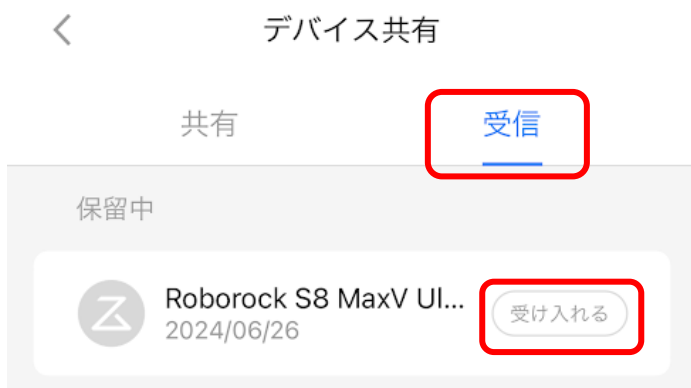 デバイス共有
共有
受信
保留中
Roborock S8 MaxV Ul...
受け入れる
2024/06/26